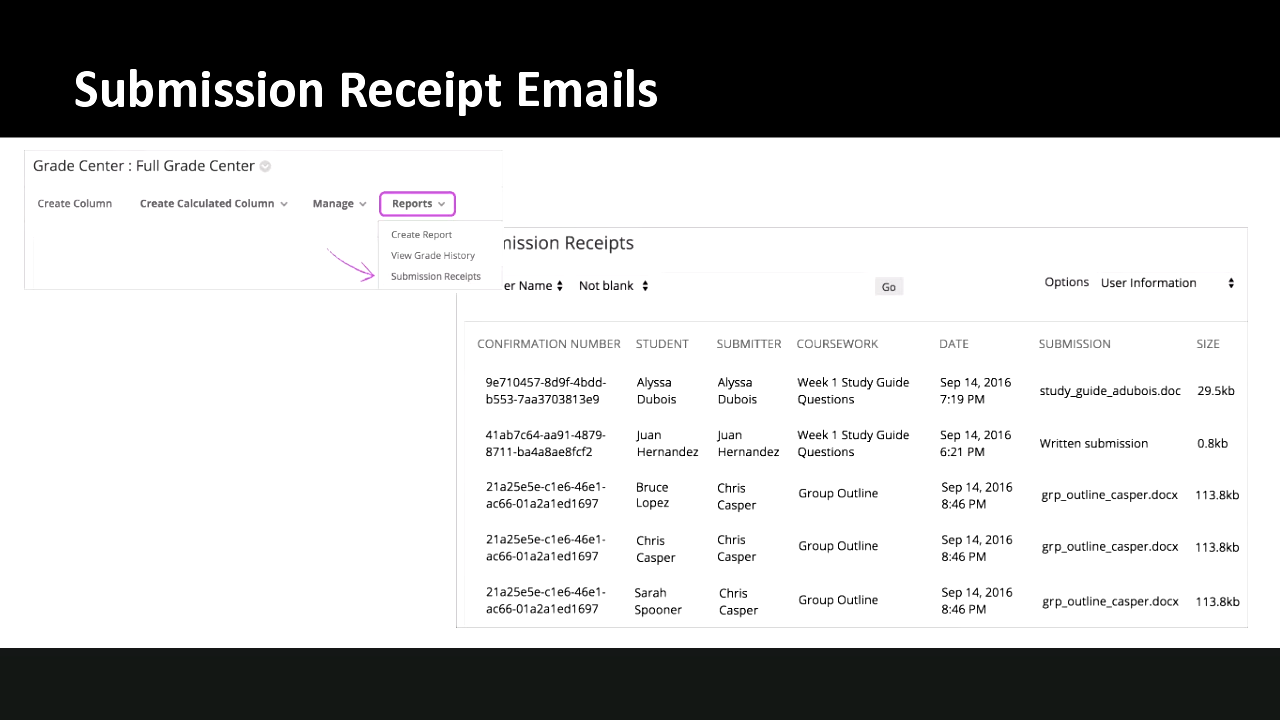 Submission Receipt Emails
Grade Center : Full Grade Center
Create Column Create Calculated Column Manage Reports
Create Report
View Grade History
Submission Receipts
mission Receipts
er Name Not blank Go Options User Information
CONFIRMATION NUMBER STUDENT SUBMITTER COURSEWORK DATE SUBMISSION SIZE
9e710457-8d9f-4bdd- Alyssa Alyssa Week 1 Study Guide Sep 14, 2016 study_guide_adubois.doc 29.5kb
b553-7aa3703813e9 Dubois Dubois Questions 7:19 PM
41ab7c64-aa91-4879- Juan Juan Week 1 Study Guide Sep 14, 2016 Written submission 0.8kb
8711-ba4a8ae8fcf2 Hernandez Hernandez Questions 6:21 PM
21a25e5e-c1e6-46e1- Bruce Chris Group Outline Sep 14, 2016 grp_outline_casper.docx 113.8kb
ac66-01a2a1ed1697 Lopez Casper 8:46 PM
21a25e5e-c1e6-46e1- Chris Chris Group Outline Sep 14, 2016 grp_outline_casper.docx 113.8kb
ac66-01a2a1ed1697 Casper Casper 8:46 PM
21a25e5e-c1e6-46e1- Sarah Chris Group Outline Sep 14, 2016 grp_outline_casper.docx 113.8kb
ac66-01a2a1ed1697 Spooner Casper 8:46 PM